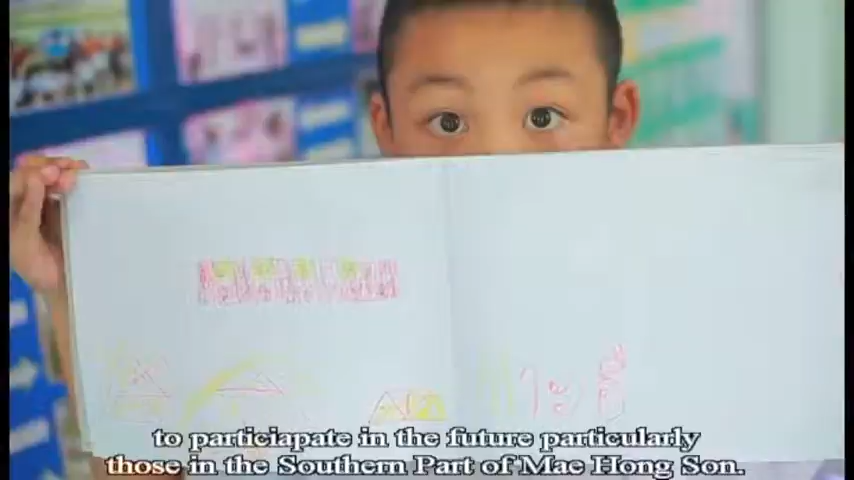 to particiapate in the future particularly
those in the Southern Part of Mae Hong Son.